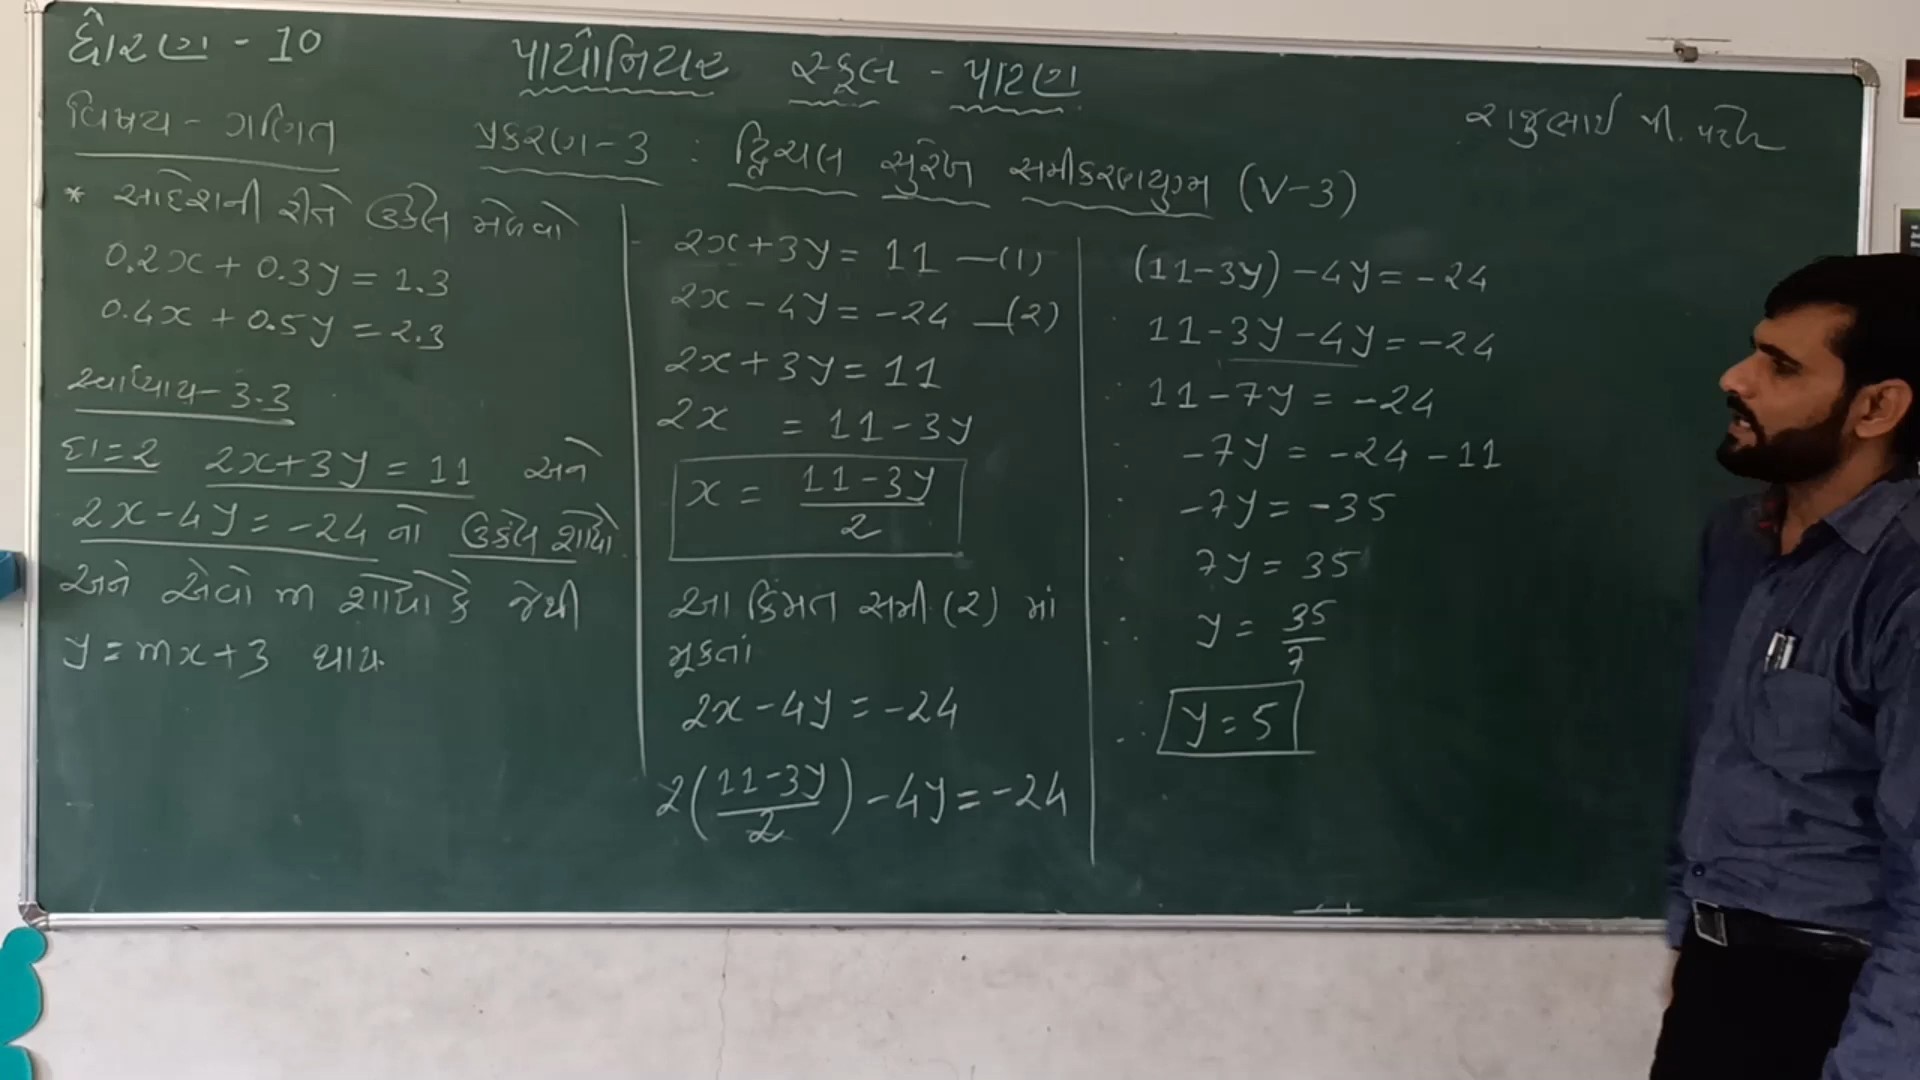 ધોરણ - 10
પાયોનિયર સ્કૂલ - પાટણ
રાજુભાઈ પી. પટેલ
વિષય - ગણિત
પ્રકરણ-3 : દ્વિચલ સુરેખ સમીકરણયુગ્મ (V-3)
* આદેશની રીતે ઉકેલ મેળવો
0.2x + 0.3y = 1.3
0.4x + 0.5y = 2.3
સ્વાધ્યાય - 3.3
દા=2 2x+3y = 11 અને
2x-4y = -24 નો ઉકેલ શોધો
અને એવો m શોધો કે જેથી
y = mx+3 થાય.
2x+3y = 11 —(1)
2x - 4y = -24 —(2)
2x + 3y = 11
2x = 11 - 3y
x = (11-3y)/2
આ કિંમત સમી.(2) માં
મૂકતાં
2x - 4y = -24
2((11-3y)/2) - 4y = -24
(11-3y) - 4y = -24
11 - 3y - 4y = -24
11 - 7y = -24
-7y = -24 - 11
-7y = -35
7y = 35
∴ y = 35/7
∴ y = 5